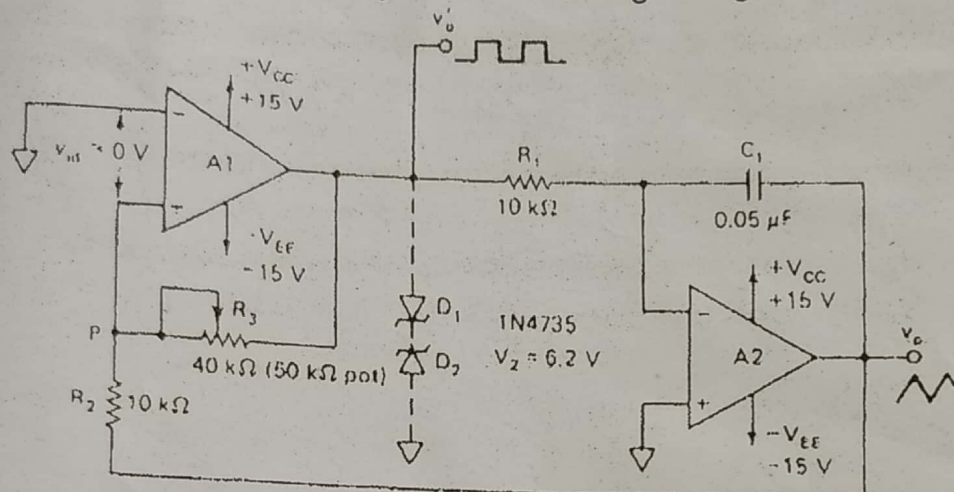 v'o
+VCC
+15 V
−
vid ≈ 0 V
A1
+
-VEE
-15 V
R1
10 kΩ
C1
0.05 µF
R3
P
40 kΩ (50 kΩ pot)
D1
1N4735
VZ = 6.2 V
D2
R2
10 kΩ
+VCC
+15 V
−
A2
vo
+
-VEE
-15 V